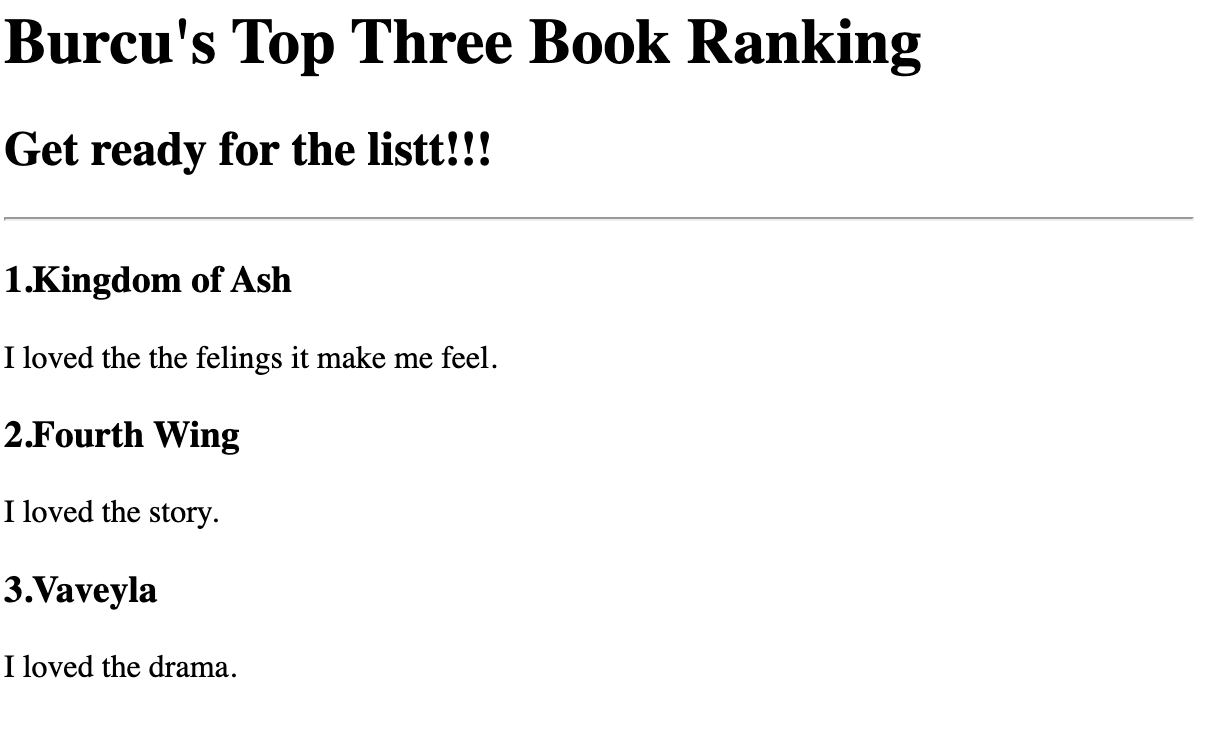 Burcu's Top Three Book Ranking
Get ready for the listt!!!
1.Kingdom of Ash
I loved the the felings it make me feel.
2.Fourth Wing
I loved the story.
3.Vaveyla
I loved the drama.